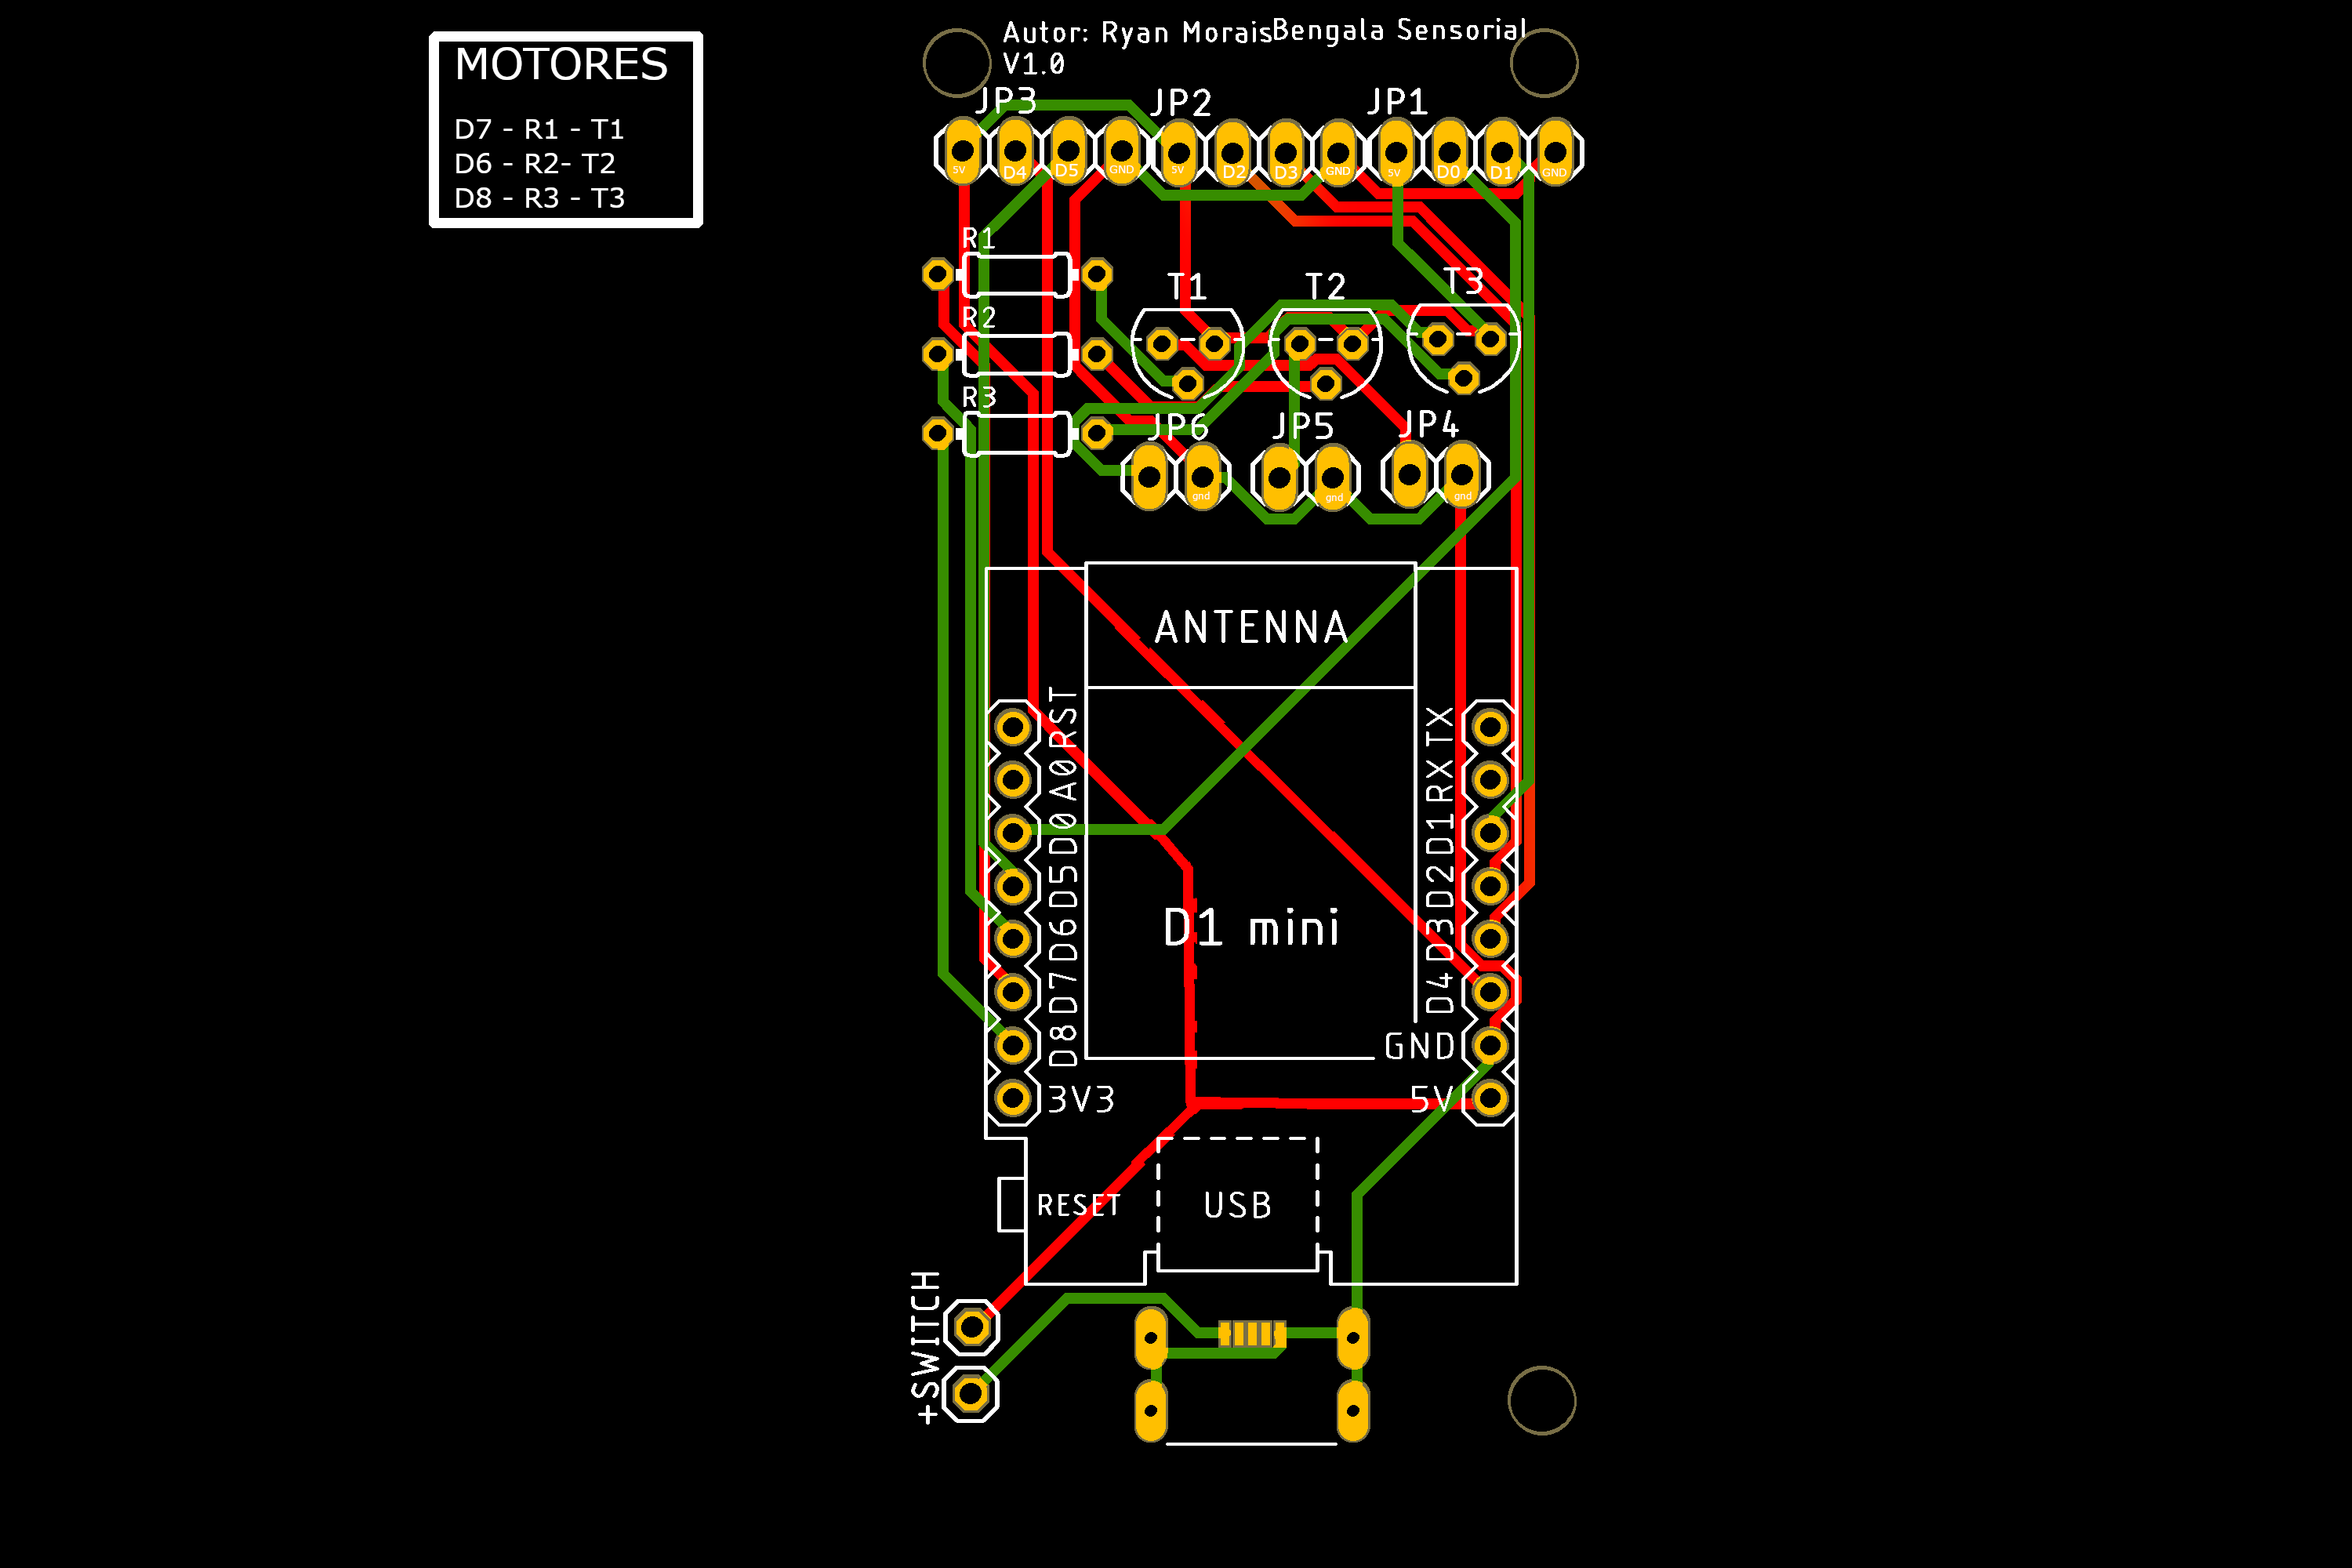 MOTORES
D7 - R1 - T1
D6 - R2- T2
D8 - R3 - T3
Autor: Ryan Morais
Bengala Sensorial
V1.0
JP3
JP2
JP1
5V
D4
D5
GND
5V
D2
D3
GND
5V
D0
D1
GND
R1
R2
R3
T1
T2
T3
JP6
JP5
JP4
gnd
gnd
gnd
ANTENNA
RST
A0
D0
D5
D6
D7
D8
3V3
TX
RX
D1
D2
D3
D4
GND
5V
D1 mini
RESET
USB
+SWITCH